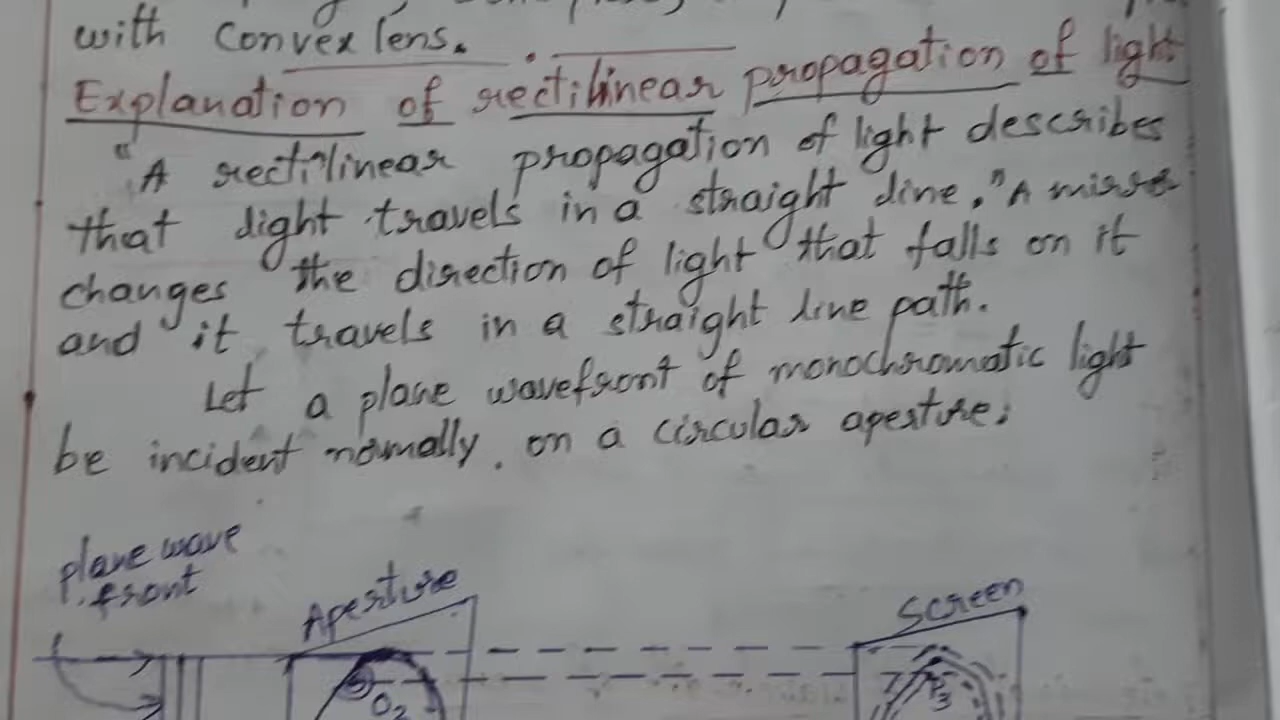 with Convex lens.
Explanation of rectilinear propagation of light
"A rectilinear propagation of light describes
that light travels in a straight line." A
changes the direction of light that falls on it
and it travels in a straight line path.
Let a plane wavefront of monochromatic light
be incident normally on a circular aperture.
plane wave
front
Aperture
Screen
O2
P3